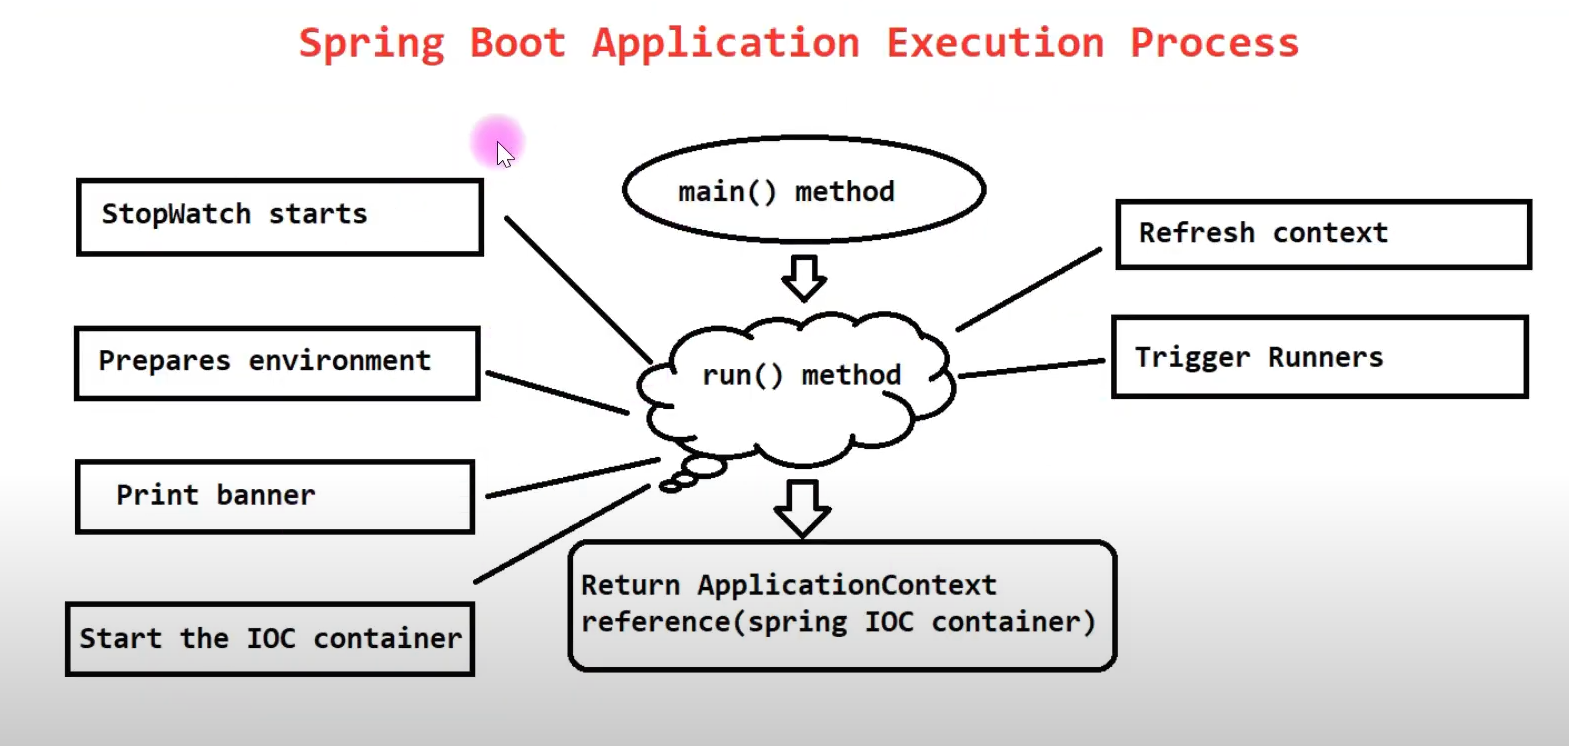 Spring Boot Application Execution Process
main() method
StopWatch starts
Prepares environment
Print banner
Start the IOC container
run() method
Refresh context
Trigger Runners
Return ApplicationContext
reference(spring IOC container)